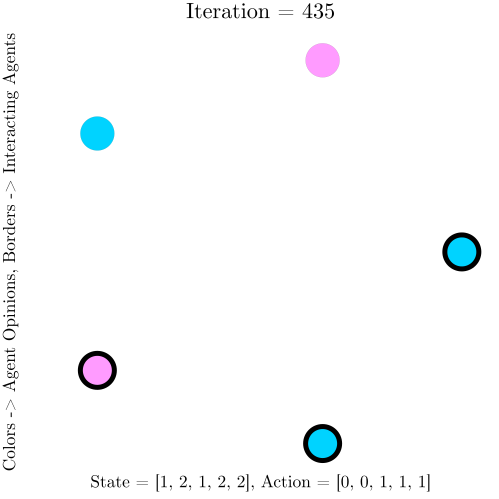 Iteration = 435
Colors -> Agent Opinions, Borders -> Interacting Agents
State = [1, 2, 1, 2, 2], Action = [0, 0, 1, 1, 1]